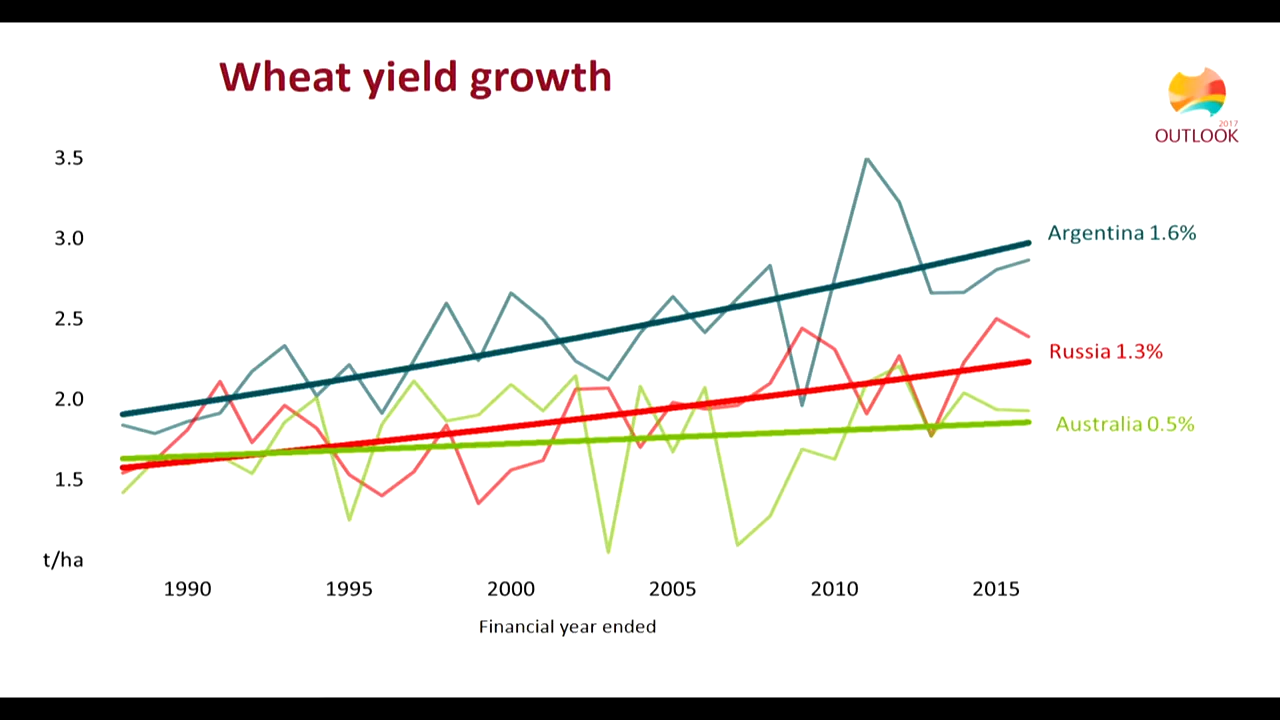 Wheat yield growth
2017
OUTLOOK
3.5
3.0
2.5
2.0
1.5
t/ha
Argentina 1.6%
Russia 1.3%
Australia 0.5%
1990 1995 2000 2005 2010 2015
Financial year ended